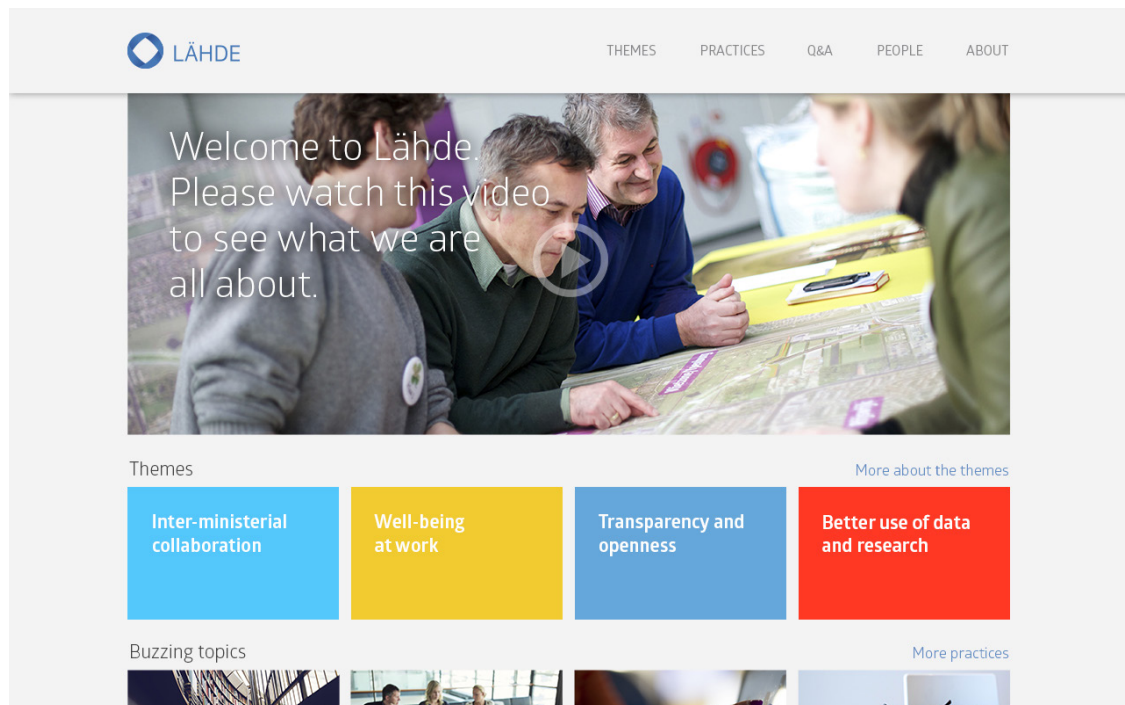 LÄHDE
THEMES PRACTICES Q&A PEOPLE ABOUT
Welcome to Lähde.
Please watch this video
to see what we are
all about.
Themes
More about the themes
Inter-ministerial
collaboration
Well-being
at work
Transparency and
openness
Better use of data
and research
Buzzing topics
More practices